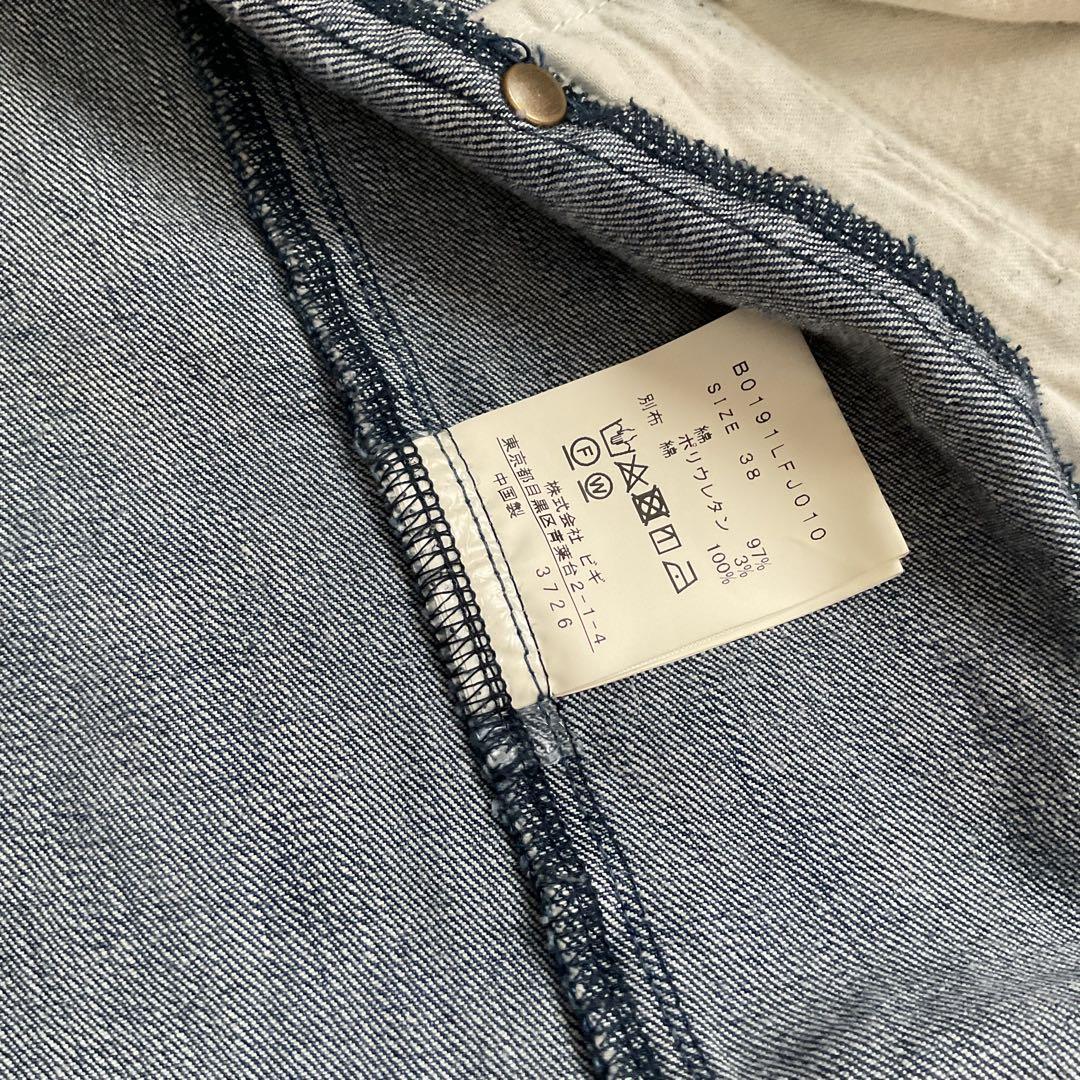 B0191LFJ010
SIZE 38
綿 97%
ポリウレタン 3%
別布 綿 100%
F W
株式会社 ビギ
東京都目黒区青葉台2-1-4
中国製 3726